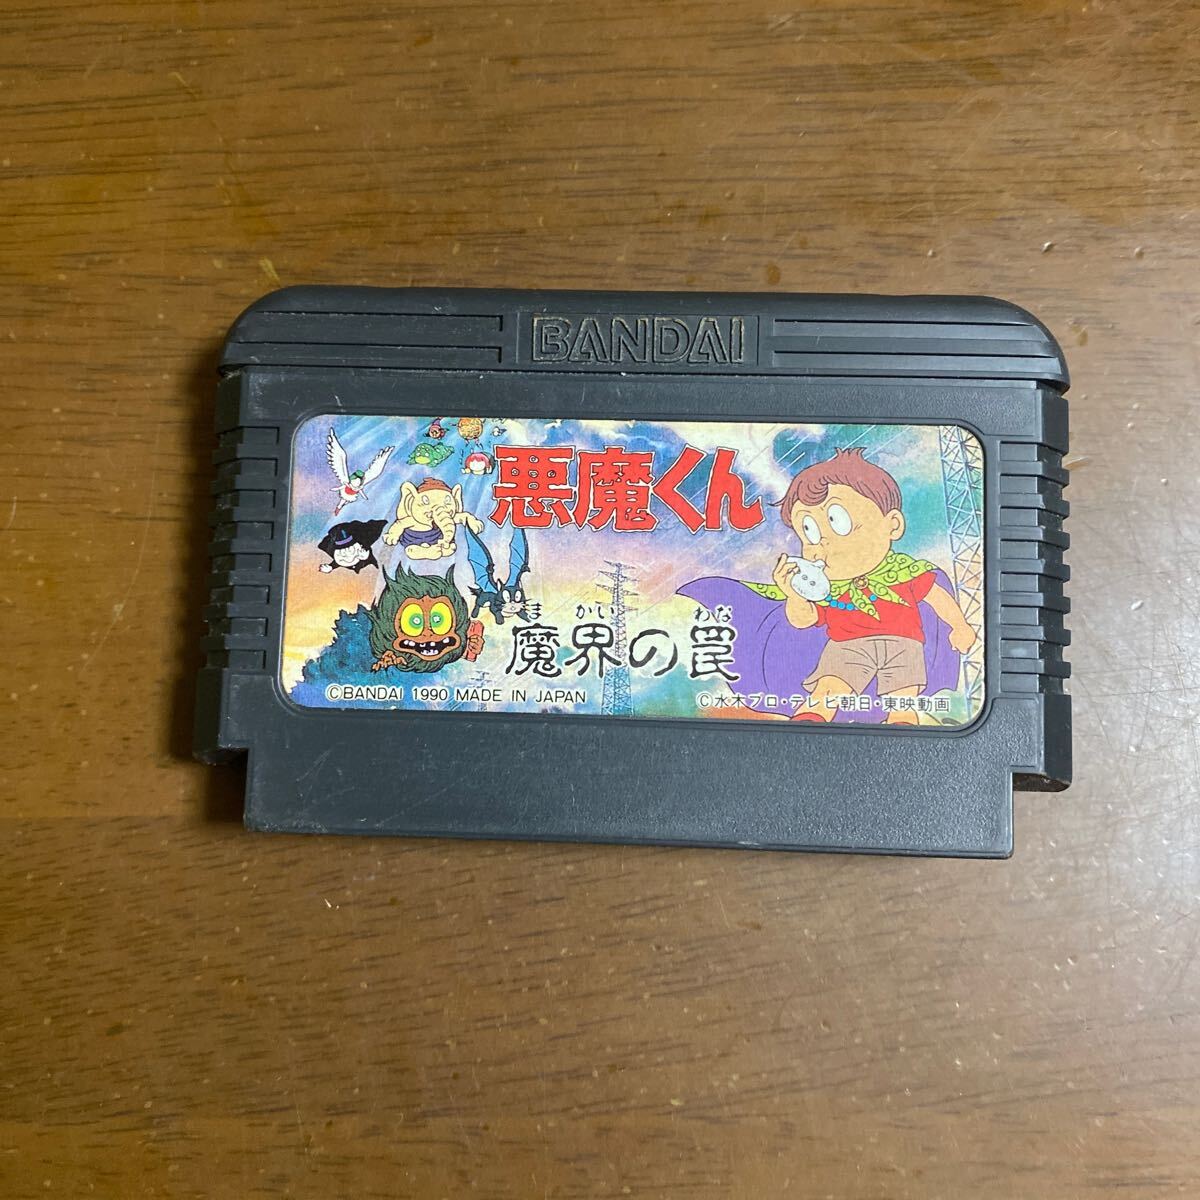 BANDAI
悪魔くん
ま かい わな
魔界の罠
©BANDAI 1990 MADE IN JAPAN
©水木プロ・テレビ朝日・東映動画